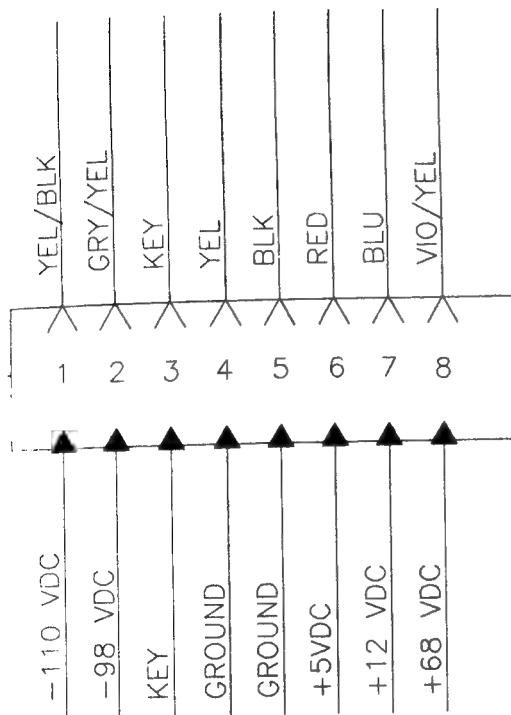 YEL/BLK
GRY/YEL
KEY
YEL
BLK
RED
BLU
VIO/YEL
1 2 3 4 5 6 7 8
-110 VDC
-98 VDC
KEY
GROUND
GROUND
+5VDC
+12 VDC
+68 VDC